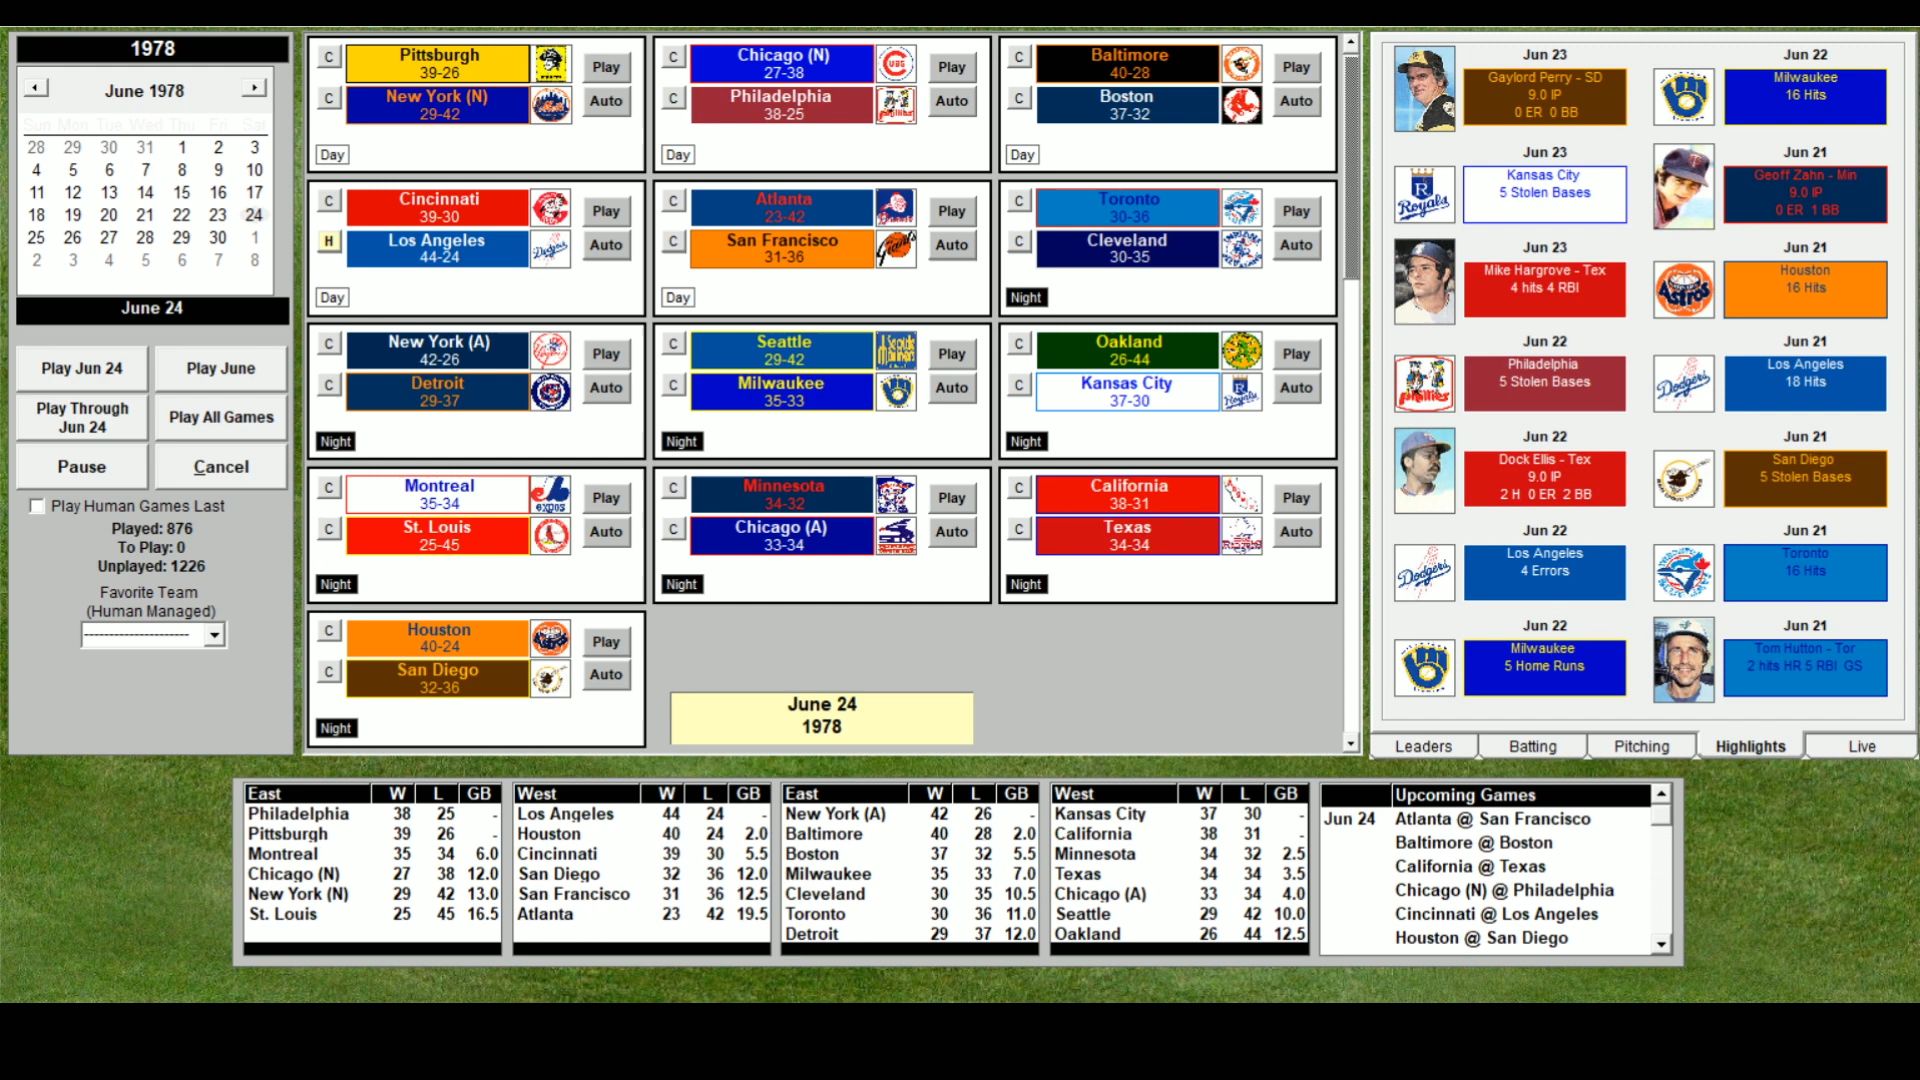 1978
June 1978
Sun Mon Tue Wed Thu Fri Sat
28 29 30 31 1 2 3
4 5 6 7 8 9 10
11 12 13 14 15 16 17
18 19 20 21 22 23 24
25 26 27 28 29 30 1
2 3 4 5 6 7 8
June 24
Play Jun 24
Play June
Play Through
Jun 24
Play All Games
Pause
Cancel
Play Human Games Last
Played: 876
To Play: 0
Unplayed: 1226
Favorite Team
(Human Managed)
---------------------
C Pittsburgh Play
39-26
C New York (N) Auto
29-42
Day
C Chicago (N) Play
27-38
C Philadelphia Auto
38-25
Day
C Baltimore Play
40-28
C Boston Auto
37-32
Day
C Cincinnati Play
39-30
H Los Angeles Auto
44-24
Day
C Atlanta Play
23-42
C San Francisco Auto
31-36
Day
C Toronto Play
30-36
C Cleveland Auto
30-35
Night
C New York (A) Play
42-26
C Detroit Auto
29-37
Night
C Seattle Play
29-42
C Milwaukee Auto
35-33
Night
C Oakland Play
26-44
C Kansas City Auto
37-30
Royals
Night
C Montreal Play
35-34
expos
C St. Louis Auto
25-45
Night
C Minnesota Play
34-32
C Chicago (A) Auto
33-34
Night
C California Play
38-31
C Texas Auto
34-34
Night
C Houston Play
40-24
C San Diego Auto
32-36
Night
June 24
1978
Jun 23
Gaylord Perry - SD
9.0 IP
0 ER 0 BB
Jun 22
Milwaukee
16 Hits
Jun 23
Royals
Kansas City
5 Stolen Bases
Jun 21
Geoff Zahn - Min
9.0 IP
0 ER 1 BB
Jun 23
Mike Hargrove - Tex
4 hits 4 RBI
Jun 21
Astros
Houston
16 Hits
Jun 22
Phillies
Philadelphia
5 Stolen Bases
Jun 21
Dodgers
Los Angeles
18 Hits
Jun 22
Dock Ellis - Tex
9.0 IP
2 H 0 ER 2 BB
Jun 21
San Diego
5 Stolen Bases
Jun 22
Dodgers
Los Angeles
4 Errors
Jun 21
Toronto
16 Hits
Jun 22
Milwaukee
5 Home Runs
Jun 21
Tom Hutton - Tor
2 hits HR 5 RBI GS
Leaders Batting Pitching Highlights Live
East W L GB
Philadelphia 38 25 -
Pittsburgh 39 26 -
Montreal 35 34 6.0
Chicago (N) 27 38 12.0
New York (N) 29 42 13.0
St. Louis 25 45 16.5
West W L GB
Los Angeles 44 24 -
Houston 40 24 2.0
Cincinnati 39 30 5.5
San Diego 32 36 12.0
San Francisco 31 36 12.5
Atlanta 23 42 19.5
East W L GB
New York (A) 42 26 -
Baltimore 40 28 2.0
Boston 37 32 5.5
Milwaukee 35 33 7.0
Cleveland 30 35 10.5
Toronto 30 36 11.0
Detroit 29 37 12.0
West W L GB
Kansas City 37 30 -
California 38 31 -
Minnesota 34 32 2.5
Texas 34 34 3.5
Chicago (A) 33 34 4.0
Seattle 29 42 10.0
Oakland 26 44 12.5
Upcoming Games
Jun 24 Atlanta @ San Francisco
Baltimore @ Boston
California @ Texas
Chicago (N) @ Philadelphia
Cincinnati @ Los Angeles
Houston @ San Diego